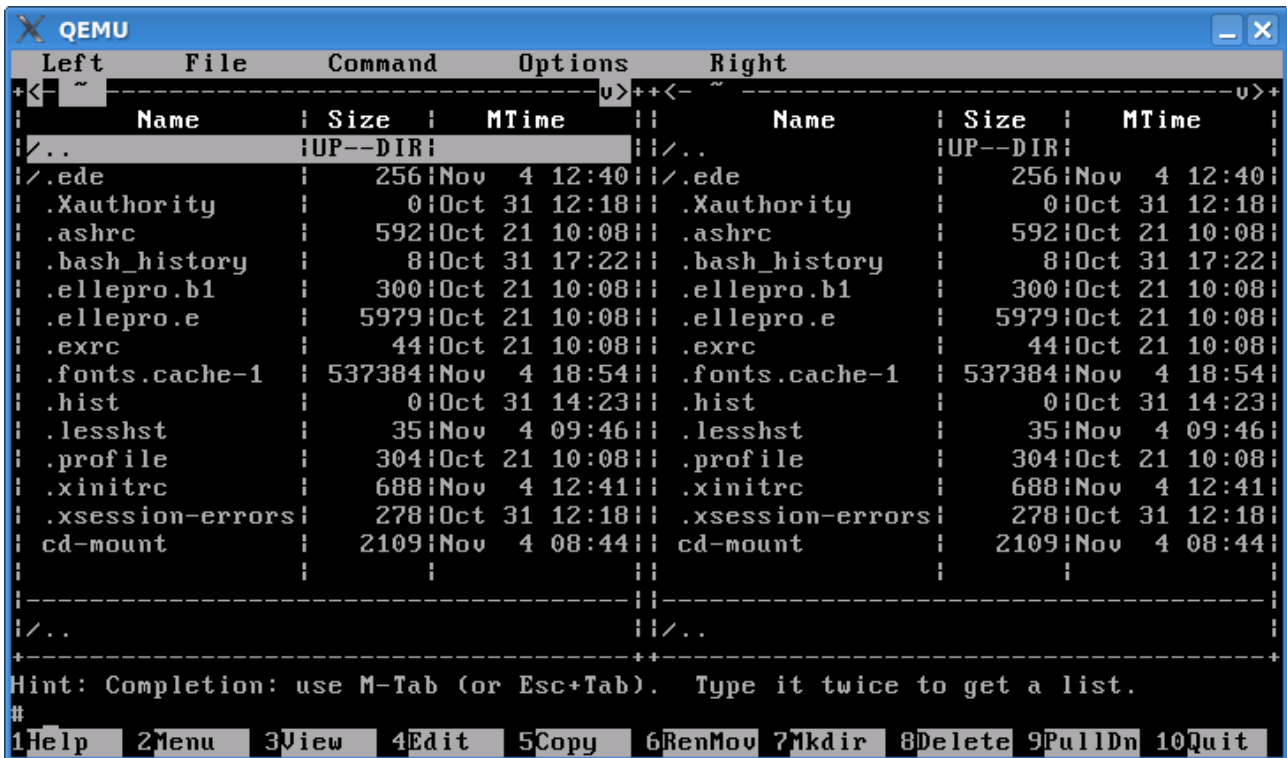 QEMU
Left File Command Options Right
+<- ~ ---------------------------------v>++<- ~ ---------------------------------v>+
| Name | Size | MTime || Name | Size | MTime |
|/.. |UP--DIR| ||/.. |UP--DIR| |
|/.ede | 256|Nov 4 12:40||/.ede | 256|Nov 4 12:40|
| .Xauthority | 0|Oct 31 12:18|| .Xauthority | 0|Oct 31 12:18|
| .ashrc | 592|Oct 21 10:08|| .ashrc | 592|Oct 21 10:08|
| .bash_history | 8|Oct 31 17:22|| .bash_history | 8|Oct 31 17:22|
| .ellepro.b1 | 300|Oct 21 10:08|| .ellepro.b1 | 300|Oct 21 10:08|
| .ellepro.e | 5979|Oct 21 10:08|| .ellepro.e | 5979|Oct 21 10:08|
| .exrc | 44|Oct 21 10:08|| .exrc | 44|Oct 21 10:08|
| .fonts.cache-1 | 537384|Nov 4 18:54|| .fonts.cache-1 | 537384|Nov 4 18:54|
| .hist | 0|Oct 31 14:23|| .hist | 0|Oct 31 14:23|
| .lesshst | 35|Nov 4 09:46|| .lesshst | 35|Nov 4 09:46|
| .profile | 304|Oct 21 10:08|| .profile | 304|Oct 21 10:08|
| .xinitrc | 688|Nov 4 12:41|| .xinitrc | 688|Nov 4 12:41|
| .xsession-errors| 278|Oct 31 12:18|| .xsession-errors| 278|Oct 31 12:18|
| cd-mount | 2109|Nov 4 08:44|| cd-mount | 2109|Nov 4 08:44|
|/.. ||/.. |
Hint: Completion: use M-Tab (or Esc+Tab). Type it twice to get a list.
# _
1Help 2Menu 3View 4Edit 5Copy 6RenMov 7Mkdir 8Delete 9PullDn 10Quit